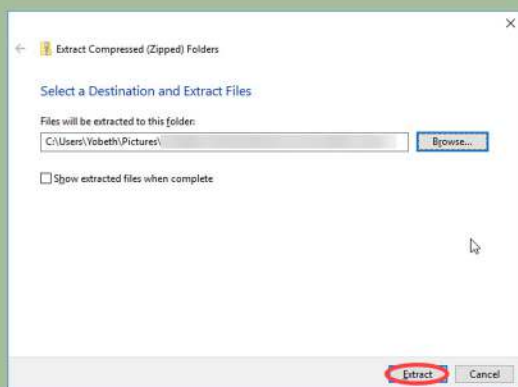 Extract Compressed (Zipped) Folders
Select a Destination and Extract Files
Files will be extracted to this folder:
C:\Users\Yobeth\Pictures\
Browse...
Show extracted files when complete
Extract
Cancel